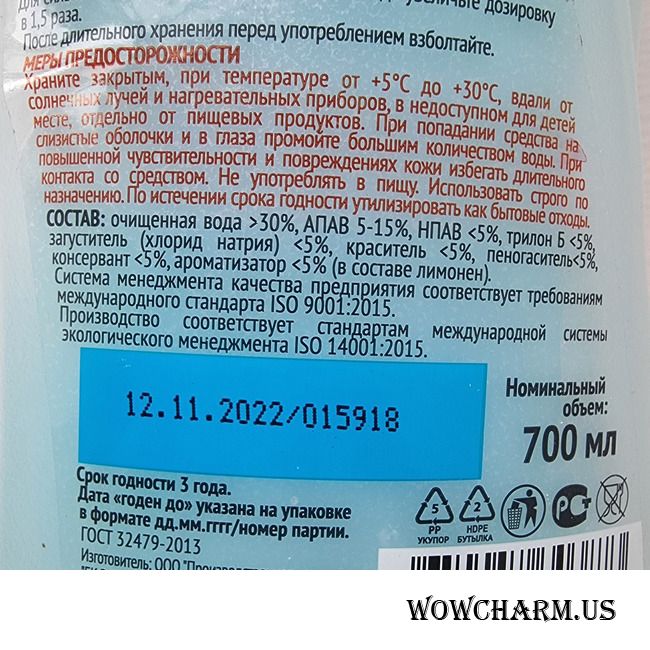 дозировку
в 1,5 раза.
После длительного хранения перед употреблением взболтайте.
МЕРЫ ПРЕДОСТОРОЖНОСТИ
Храните закрытым, при температуре от +5°C до +30°C, вдали от
солнечных лучей и нагревательных приборов, в недоступном для детей
месте, отдельно от пищевых продуктов. При попадании средства на
слизистые оболочки и в глаза промойте большим количеством воды. При
повышенной чувствительности и повреждениях кожи избегать длительного
контакта со средством. Не употреблять в пищу. Использовать строго по
назначению. По истечении срока годности утилизировать как бытовые отходы.
СОСТАВ: очищенная вода >30%, АПАВ 5-15%, НПАВ <5%, трилон Б <5%,
загуститель (хлорид натрия) <5%, краситель <5%, пеногаситель<5%,
консервант <5%, ароматизатор <5% (в составе лимонен).
Система менеджмента качества предприятия соответствует требованиям
международного стандарта ISO 9001:2015.
Производство соответствует стандартам международной системы
экологического менеджмента ISO 14001:2015.
12.11.2022/015918
Номинальный
объем:
700 мл
Срок годности 3 года.
Дата «годен до» указана на упаковке
в формате дд.мм.гггг/номер партии.
ГОСТ 32479-2013
Изготовитель: ООО
5
PP
УКУПОР
2
HDPE
БУТЫЛКА
WOWCHARM.US